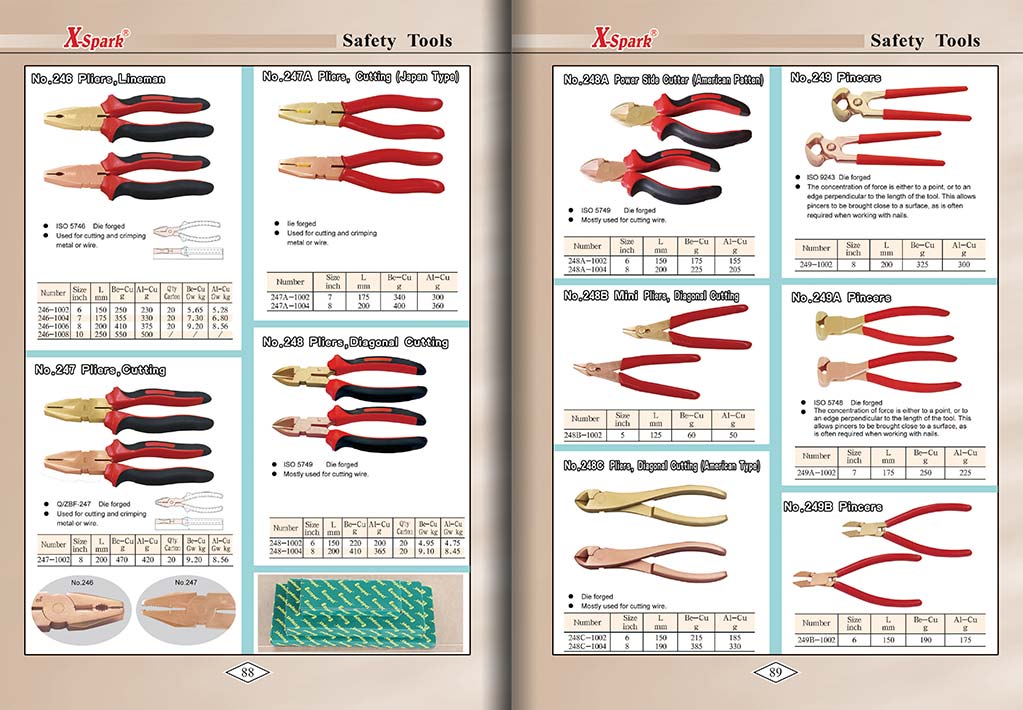 X-Spark®
Safety Tools
No.246 Pliers,Lineman
ISO 5746 Die forged
Used for cutting and crimping
metal or wire.
Number Size inch L mm Be-Cu g Al-Cu g Qty Carton Be-Cu Gw kg Al-Cu Gw kg
246-1002 6 150 250 230 20 5.65 5.28
246-1004 7 175 355 330 20 7.30 6.80
246-1006 8 200 410 375 20 9.20 8.56
246-1008 10 250 550 500 / / /
No.247 Pliers,Cutting
Q/ZBF-247 Die forged
Used for cutting and crimping
metal or wire.
Number Size inch L mm Be-Cu g Al-Cu g Qty Carton Be-Cu Gw kg Al-Cu Gw kg
247-1002 8 200 470 420 20 9.20 8.56
No.246
No.247
No.247A Pliers, Cutting (Japan Type)
lie forged
Used for cutting and crimping
metal or wire.
Number Size inch L mm Be-Cu g Al-Cu g
247A-1002 7 175 340 300
247A-1004 8 200 400 360
No.248 Pliers,Diagonal Cutting
ISO 5749 Die forged
Mostly used for cutting wire.
Number Size inch L mm Be-Cu g Al-Cu g Qty Carton Be-Cu Gw kg Al-Cu Gw kg
248-1002 6 150 220 200 20 4.95 4.75
248-1004 8 200 410 365 20 9.10 8.45
88
X-Spark®
Safety Tools
No.248A Power Side Cutter (American Patten)
ISO 5749 Die forged
Mostly used for cutting wire.
Number Size inch L mm Be-Cu g Al-Cu g
248A-1002 6 150 175 155
248A-1004 8 200 225 205
No.248B Mini Pliers, Diagonal Cutting
Number Size inch L mm Be-Cu g Al-Cu g
248B-1002 5 125 60 50
No.248C Pliers, Diagonal Cutting (American Type)
Die forged
Mostly used for cutting wire.
Number Size inch L mm Be-Cu g Al-Cu g
248C-1002 6 150 215 185
248C-1004 8 190 385 330
No.249 Pincers
ISO 9243 Die forged
The concentration of force is either to a point, or to an
edge perpendicular to the length of the tool. This allows
pincers to be brought close to a surface, as is often
required when working with nails.
Number Size inch L mm Be-Cu g Al-Cu g
249-1002 8 200 325 300
No.249A Pincers
ISO 5748 Die forged
The concentration of force is either to a point, or to
an edge perpendicular to the length of the tool. This
allows pincers to be brought close to a surface, as
is often required when working with nails.
Number Size inch L mm Be-Cu g Al-Cu g
249A-1002 7 175 250 225
No.249B Pincers
Number Size inch L mm Be-Cu g Al-Cu g
249B-1002 6 150 190 175
89